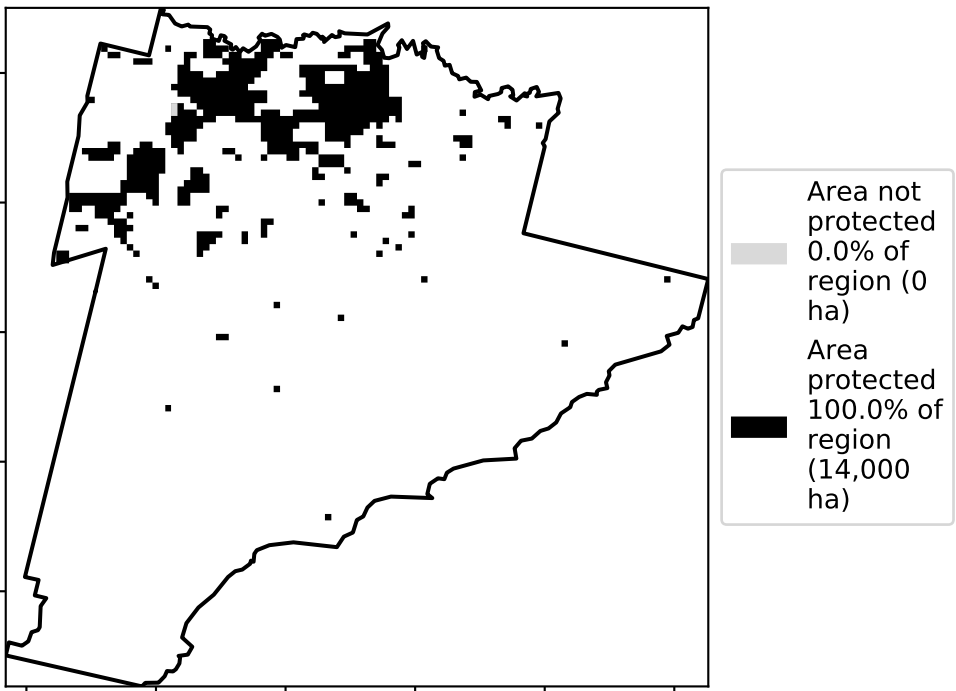 Area not
protected
0.0% of
region (0
ha)
Area
protected
100.0% of
region
(14,000
ha)